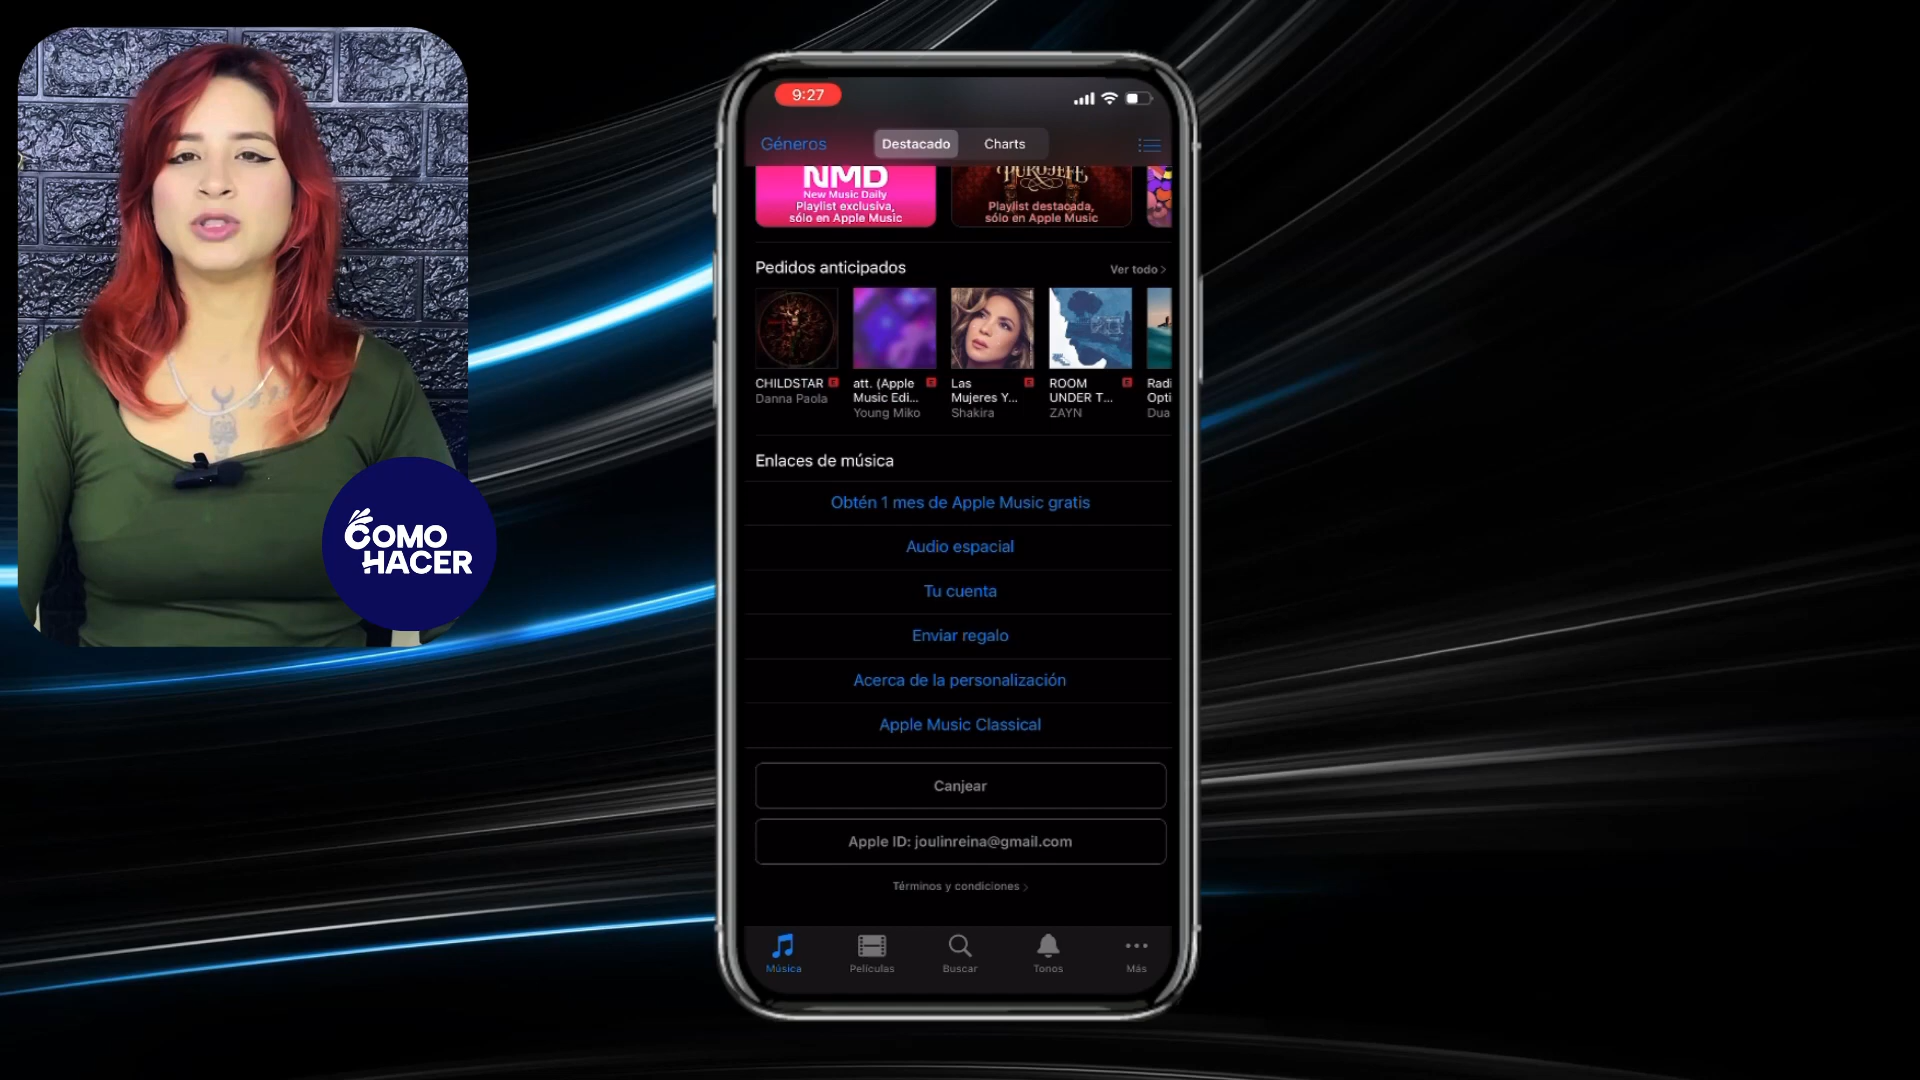 COMO
HACER
9:27
Géneros
Destacado
Charts
NMD
New Music Daily
Playlist exclusiva,
sólo en Apple Music
Playlist destacada,
sólo en Apple Music
Pedidos anticipados
Ver todo >
CHILDSTAR E
Danna Paola
att. (Apple E
Music Edi...
Young Miko
Las E
Mujeres Y...
Shakira
ROOM E
UNDER T...
ZAYN
Radi
Opti
Dua
Enlaces de música
Obtén 1 mes de Apple Music gratis
Audio espacial
Tu cuenta
Enviar regalo
Acerca de la personalización
Apple Music Classical
Canjear
Apple ID: joulinreina@gmail.com
Términos y condiciones >
Música
Películas
Buscar
Tonos
Más